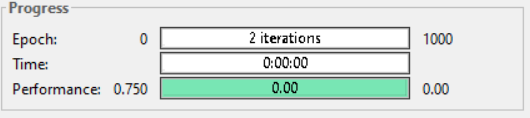 Progress
Epoch: 0 2 iterations 1000
Time: 0:00:00
Performance: 0.750 0.00 0.00